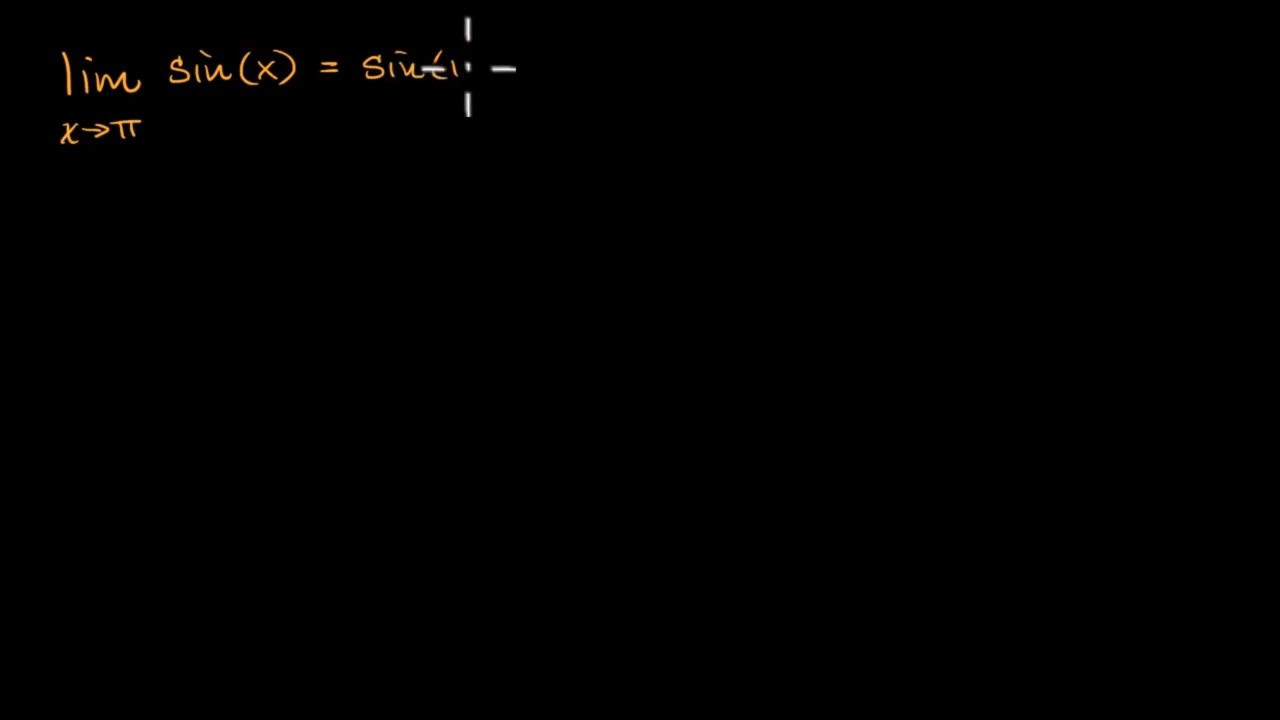 lim sin(x) = sin(
x→π